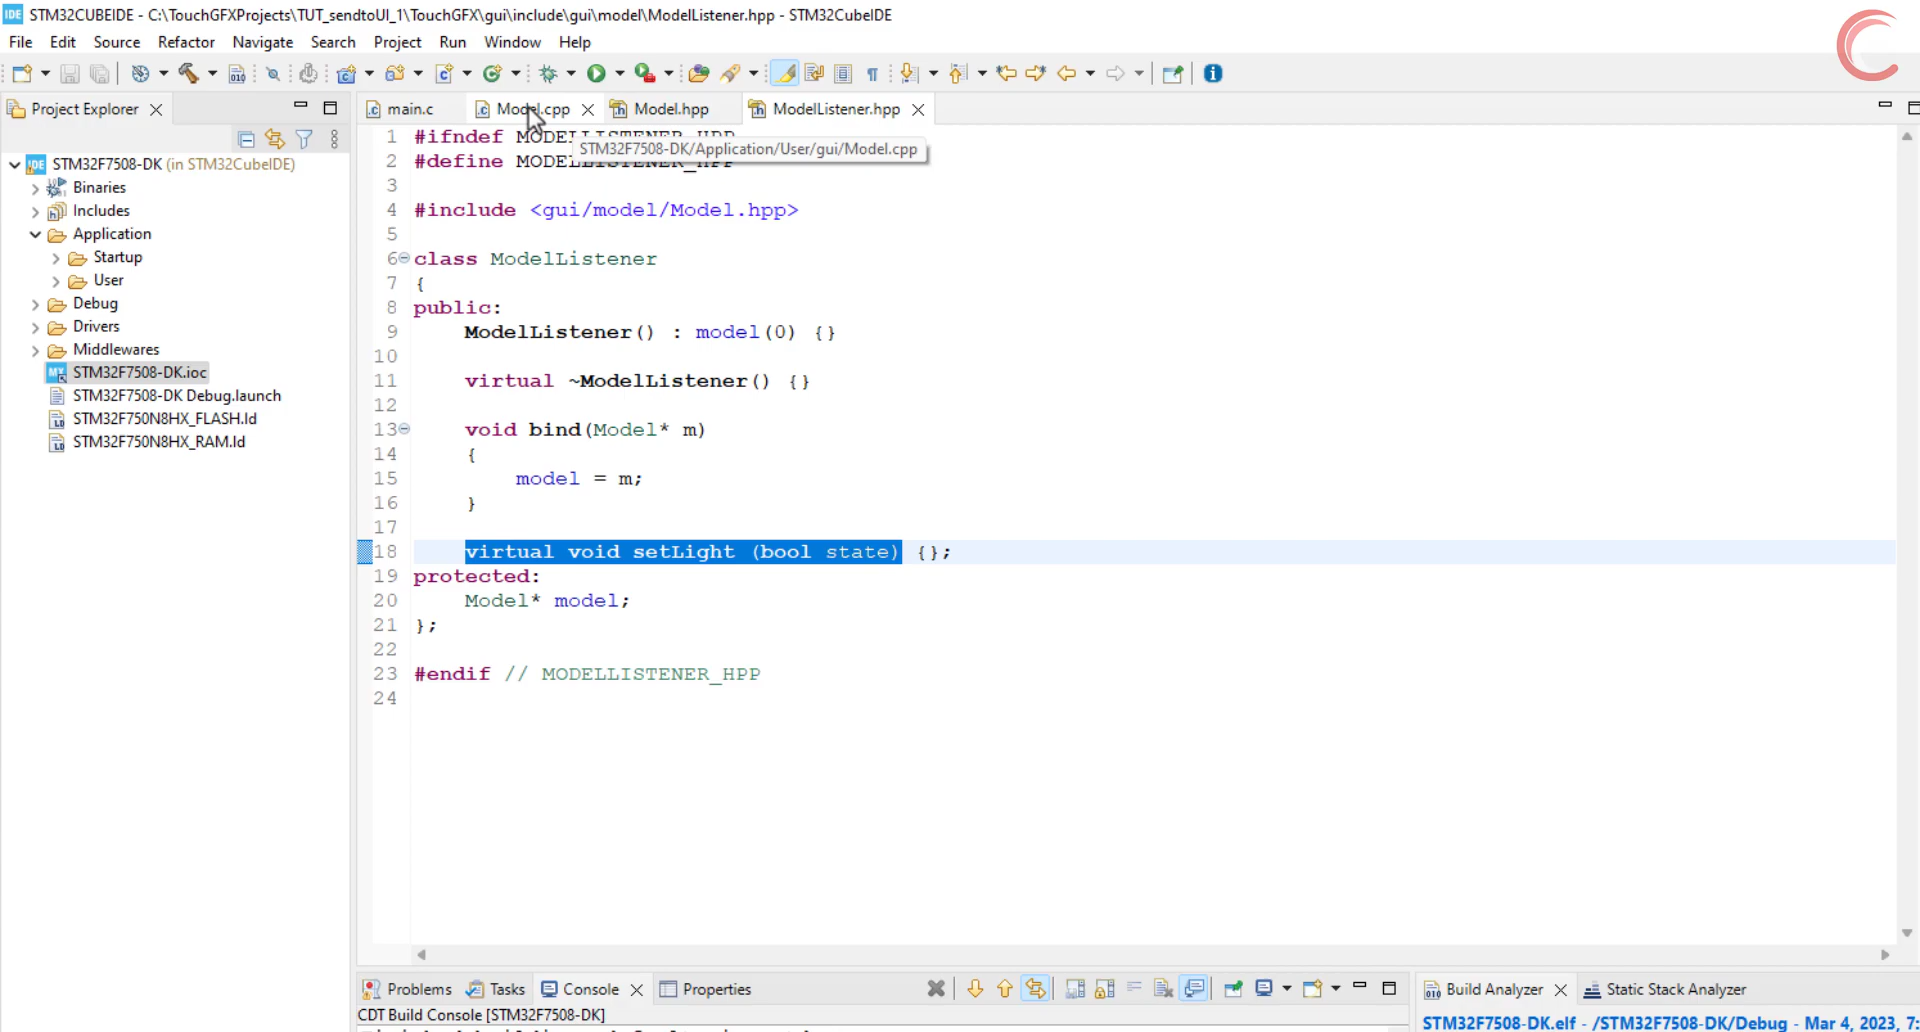 IDE STM32CUBEIDE - C:\TouchGFXProjects\TUT_sendtoUI_1\TouchGFX\gui\include\gui\model\ModelListener.hpp - STM32CubeIDE
File Edit Source Refactor Navigate Search Project Run Window Help
Project Explorer
main.c Model.cpp Model.hpp ModelListener.hpp
STM32F7508-DK/Application/User/gui/Model.cpp
IDE STM32F7508-DK (in STM32CubeIDE)
Binaries
Includes
Application
Startup
User
Debug
Drivers
Middlewares
MX STM32F7508-DK.ioc
STM32F7508-DK Debug.launch
STM32F750N8HX_FLASH.ld
STM32F750N8HX_RAM.ld
1 #ifndef MODELLISTENER_HPP
2 #define MODELLISTENER_HPP
3
4 #include <gui/model/Model.hpp>
5
6 class ModelListener
7 {
8 public:
9 ModelListener() : model(0) {}
10
11 virtual ~ModelListener() {}
12
13 void bind(Model* m)
14 {
15 model = m;
16 }
17
18 virtual void setLight (bool state) {};
19 protected:
20 Model* model;
21 };
22
23 #endif // MODELLISTENER_HPP
24
Problems Tasks Console Properties
CDT Build Console [STM32F7508-DK]
Build Analyzer Static Stack Analyzer
STM32F7508-DK.elf - /STM32F7508-DK/Debug - Mar 4, 2023, 7: